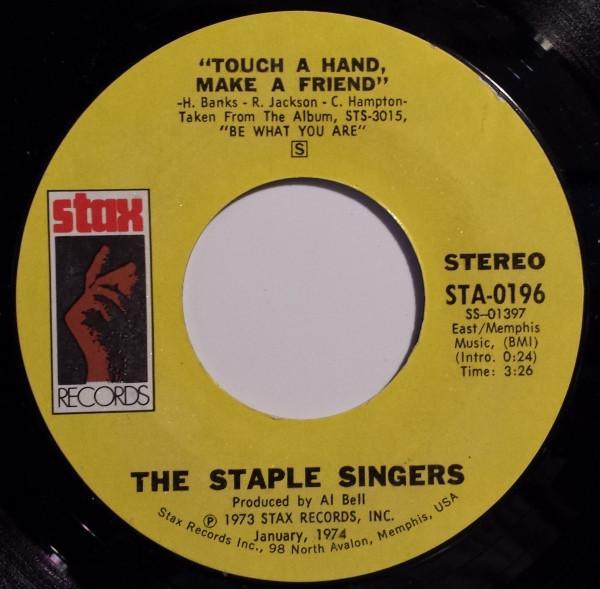 "TOUCH A HAND,
MAKE A FRIEND"
-H. Banks - R. Jackson - C. Hampton-
Taken From The Album, STS-3015,
"BE WHAT YOU ARE"
S
stax
RECORDS
STEREO
STA-0196
SS-01397
East/Memphis
Music, (BMI)
(Intro. 0:24)
Time: 3:26
THE STAPLE SINGERS
Produced by Al Bell
℗ 1973 STAX RECORDS, INC.
January, 1974
Stax Records Inc., 98 North Avalon, Memphis, USA